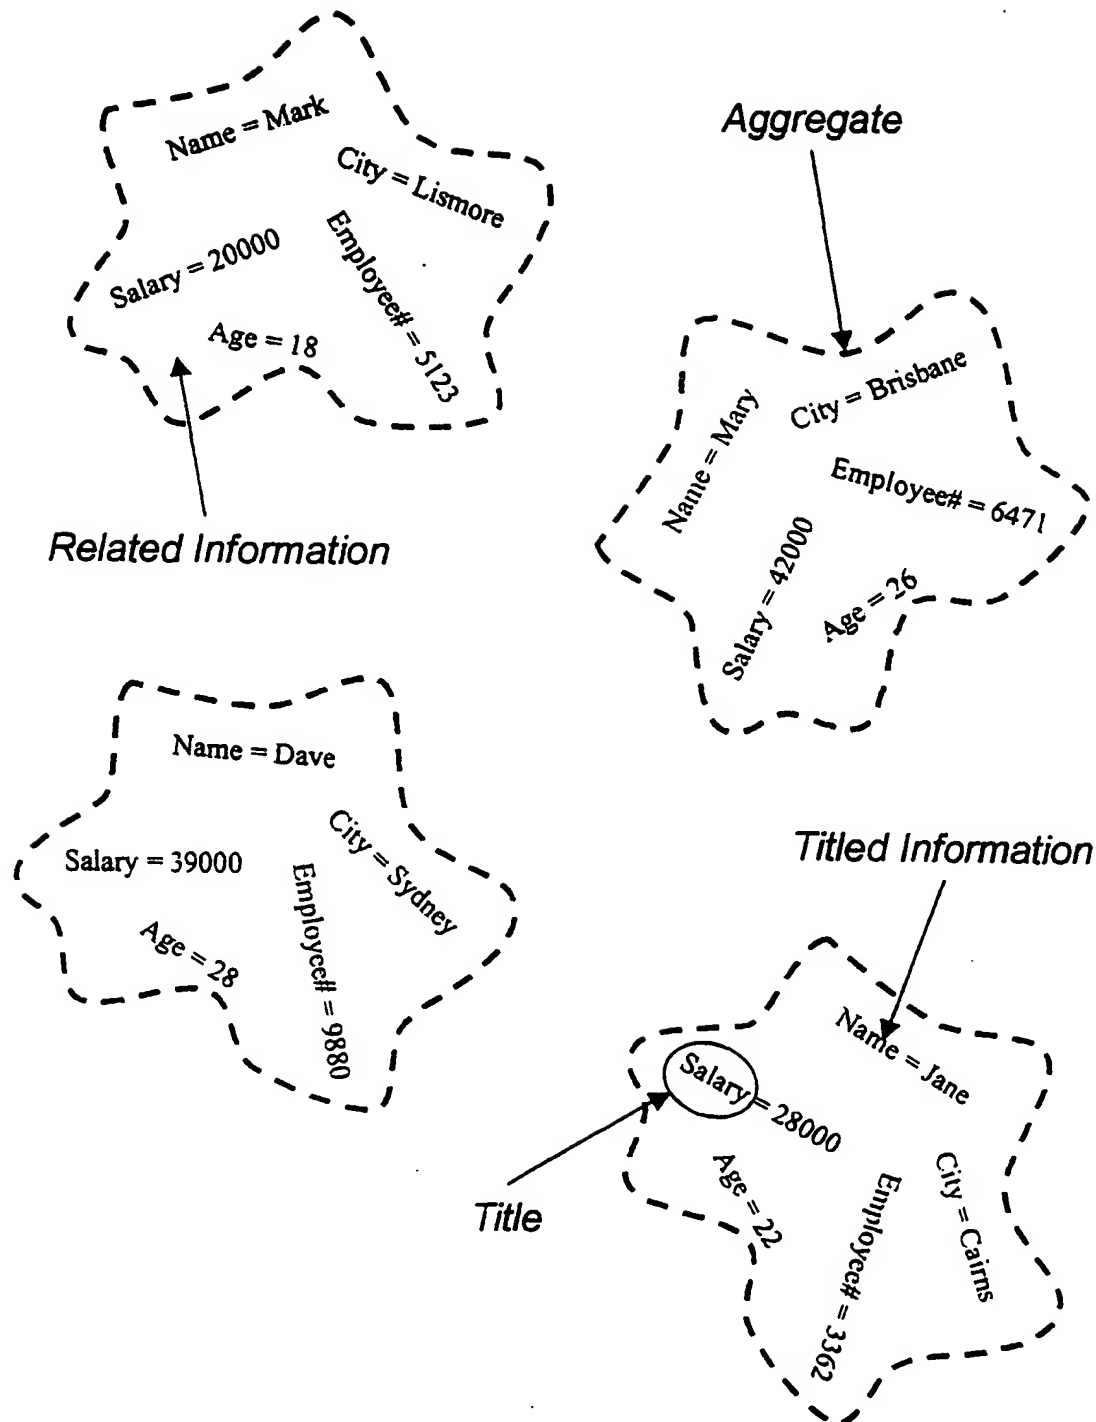 Name = Mark
City = Lismore
Salary = 20000
Employee# = 5123
Age = 18
Related Information
Aggregate
Name = Mary
City = Brisbane
Employee# = 6471
Salary = 42000
Age = 26
Name = Dave
City = Sydney
Salary = 39000
Employee# = 9880
Age = 28
Titled Information
Name = Jane
Salary = 28000
Title
Age = 22
Employee# = 3362
City = Cairns